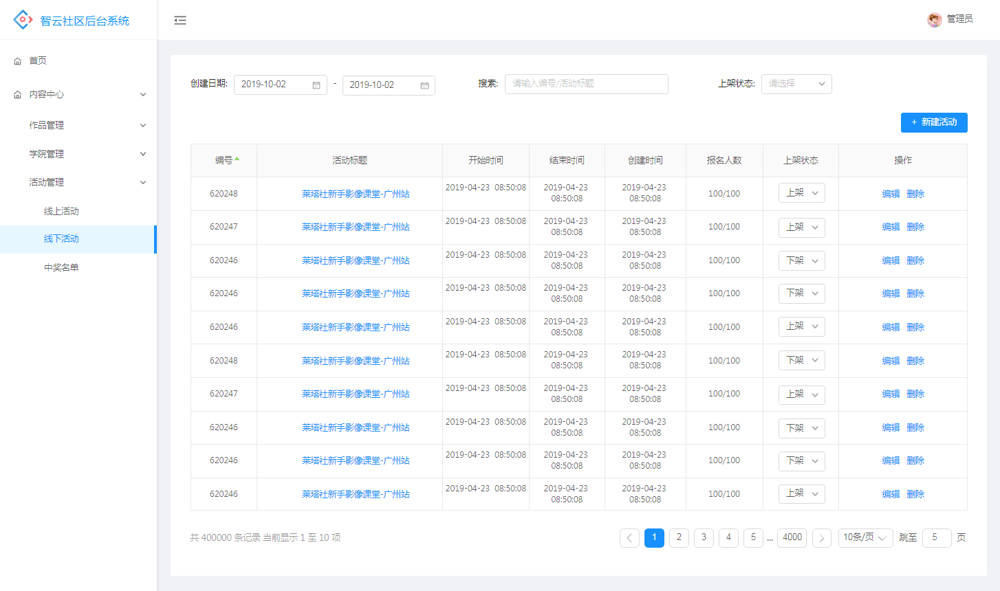 智云社区后台系统
管理员
首页
内容中心
作品管理
学院管理
活动管理
线上活动
线下活动
中奖名单
创建日期: 2019-10-02 - 2019-10-02 搜索: 请输入编号/活动标题 上架状态: 请选择
+ 新建活动
编号 活动标题 开始时间 结束时间 创建时间 报名人数 上架状态 操作
620248 莱塔社新手影像课堂-广州站 2019-04-23 08:50:08 2019-04-23 08:50:08 2019-04-23 08:50:08 100/100 上架 编辑 删除
620247 莱塔社新手影像课堂-广州站 2019-04-23 08:50:08 2019-04-23 08:50:08 2019-04-23 08:50:08 100/100 上架 编辑 删除
620246 莱塔社新手影像课堂-广州站 2019-04-23 08:50:08 2019-04-23 08:50:08 2019-04-23 08:50:08 100/100 下架 编辑 删除
620246 莱塔社新手影像课堂-广州站 2019-04-23 08:50:08 2019-04-23 08:50:08 2019-04-23 08:50:08 100/100 下架 编辑 删除
620246 莱塔社新手影像课堂-广州站 2019-04-23 08:50:08 2019-04-23 08:50:08 2019-04-23 08:50:08 100/100 上架 编辑 删除
620248 莱塔社新手影像课堂-广州站 2019-04-23 08:50:08 2019-04-23 08:50:08 2019-04-23 08:50:08 100/100 下架 编辑 删除
620247 莱塔社新手影像课堂-广州站 2019-04-23 08:50:08 2019-04-23 08:50:08 2019-04-23 08:50:08 100/100 上架 编辑 删除
620246 莱塔社新手影像课堂-广州站 2019-04-23 08:50:08 2019-04-23 08:50:08 2019-04-23 08:50:08 100/100 下架 编辑 删除
620246 莱塔社新手影像课堂-广州站 2019-04-23 08:50:08 2019-04-23 08:50:08 2019-04-23 08:50:08 100/100 下架 编辑 删除
620246 莱塔社新手影像课堂-广州站 2019-04-23 08:50:08 2019-04-23 08:50:08 2019-04-23 08:50:08 100/100 上架 编辑 删除
共 400000 条记录 当前显示 1 至 10 项 1 2 3 4 5 ... 4000 10条/页 跳至 5 页